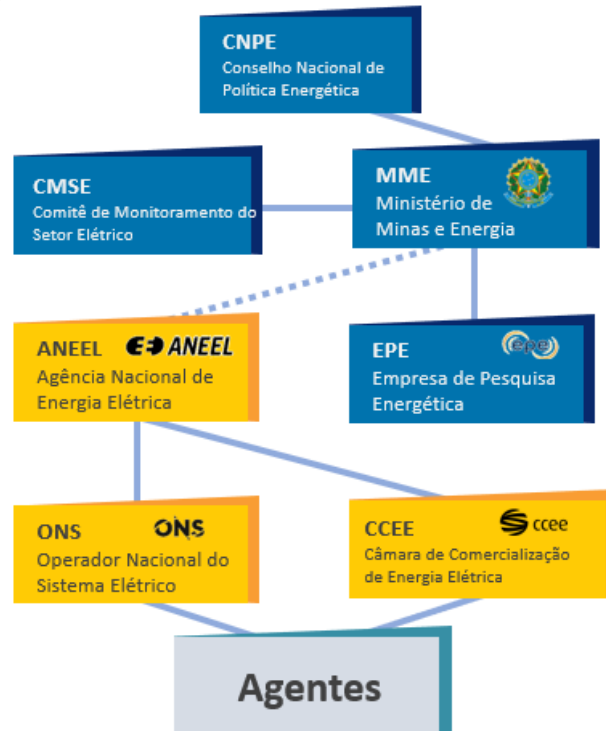 CNPE
Conselho Nacional de
Política Energética
CMSE
Comitê de Monitoramento do
Setor Elétrico
MME
Ministério de
Minas e Energia
ANEEL
ANEEL
Agência Nacional de
Energia Elétrica
EPE
epe
Empresa de Pesquisa
Energética
ONS
ONS
Operador Nacional do
Sistema Elétrico
CCEE
ccee
Câmara de Comercialização
de Energia Elétrica
Agentes